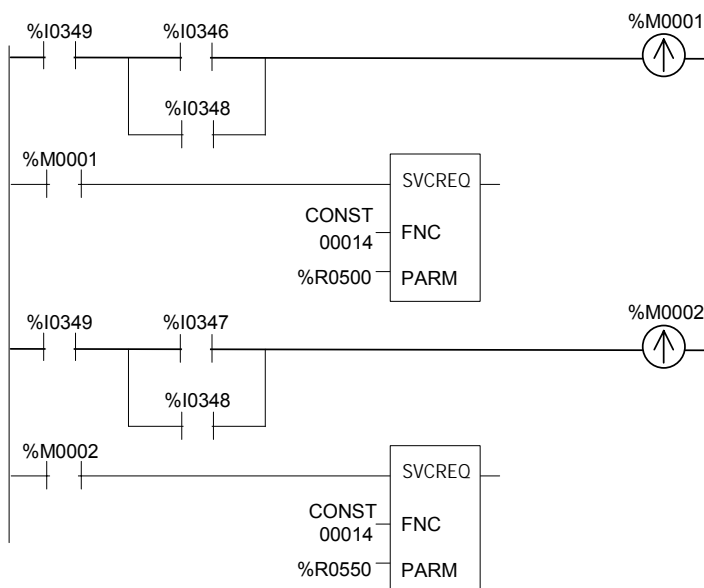 %M0001
%I0349 %I0346
%I0348
%M0001
SVCREQ
CONST
00014 FNC
%R0500 PARM
%M0002
%I0349 %I0347
%I0348
%M0002
SVCREQ
CONST
00014 FNC
%R0550 PARM